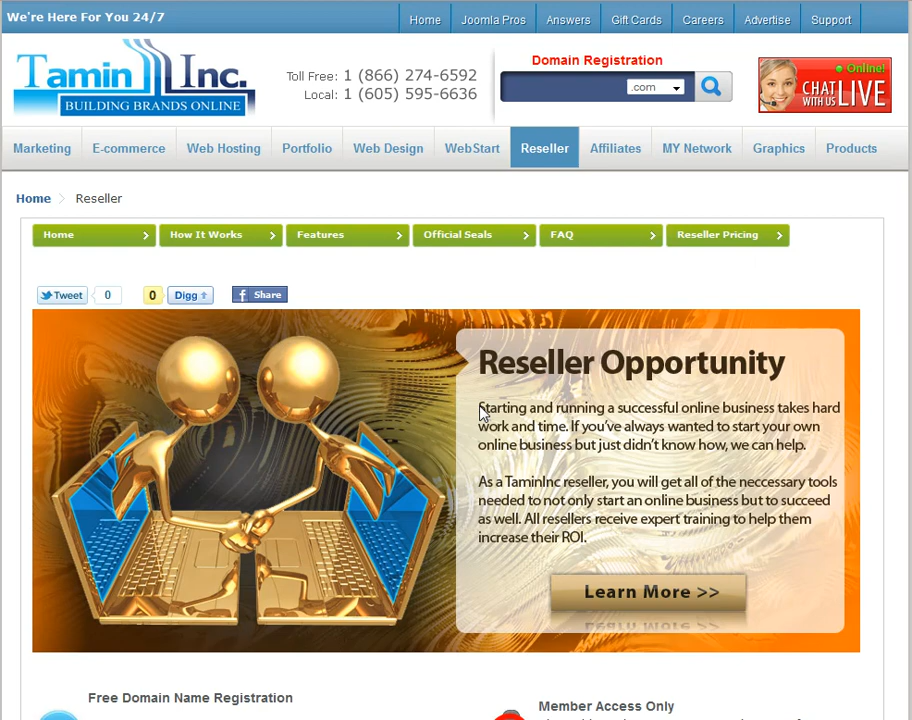 We're Here For You 24/7
Home
Joomla Pros
Answers
Gift Cards
Careers
Advertise
Support
Tamin Inc.
BUILDING BRANDS ONLINE
Toll Free: 1 (866) 274-6592
Local: 1 (605) 595-6636
Domain Registration
.com
Online!
CHAT WITH US LIVE
Marketing
E-commerce
Web Hosting
Portfolio
Web Design
WebStart
Reseller
Affiliates
MY Network
Graphics
Products
Home
Reseller
Home
How It Works
Features
Official Seals
FAQ
Reseller Pricing
Tweet
0
0
Digg
Share
Reseller Opportunity
Starting and running a successful online business takes hard
work and time. If you've always wanted to start your own
online business but just didn't know how, we can help.
As a TaminInc reseller, you will get all of the neccessary tools
needed to not only start an online business but to succeed
as well. All resellers receive expert training to help them
increase their ROI.
Learn More >>
Free Domain Name Registration
Member Access Only